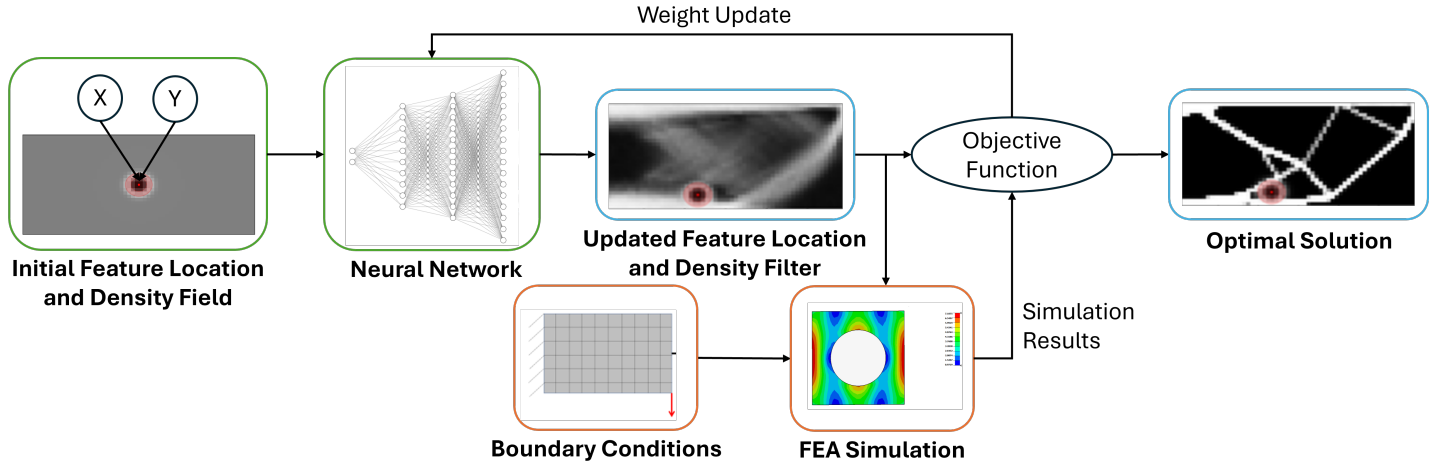 Weight Update
X
Y
Initial Feature Location
and Density Field
Neural Network
Updated Feature Location
and Density Filter
Objective
Function
Optimal Solution
Boundary Conditions
FEA Simulation
Simulation
Results